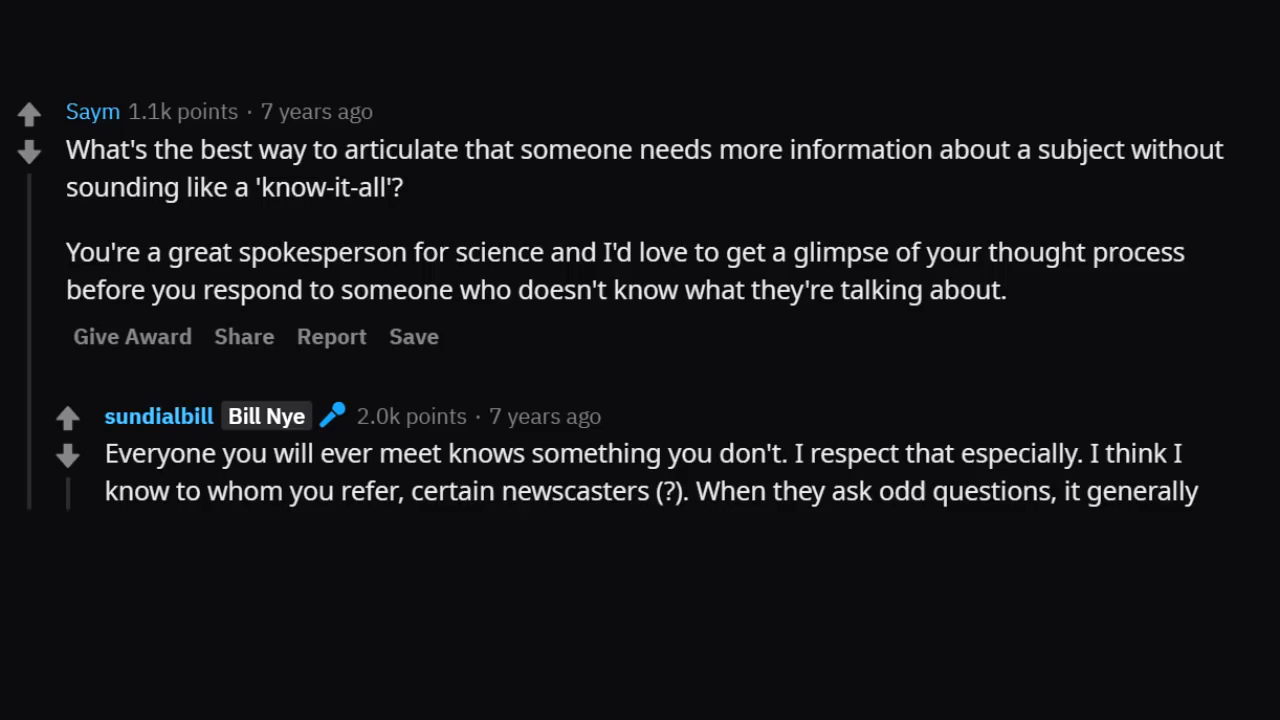 Saym 1.1k points · 7 years ago
What's the best way to articulate that someone needs more information about a subject without
sounding like a 'know-it-all'?
You're a great spokesperson for science and I'd love to get a glimpse of your thought process
before you respond to someone who doesn't know what they're talking about.
Give Award Share Report Save
sundialbill Bill Nye 2.0k points · 7 years ago
Everyone you will ever meet knows something you don't. I respect that especially. I think I
know to whom you refer, certain newscasters (?). When they ask odd questions, it generally